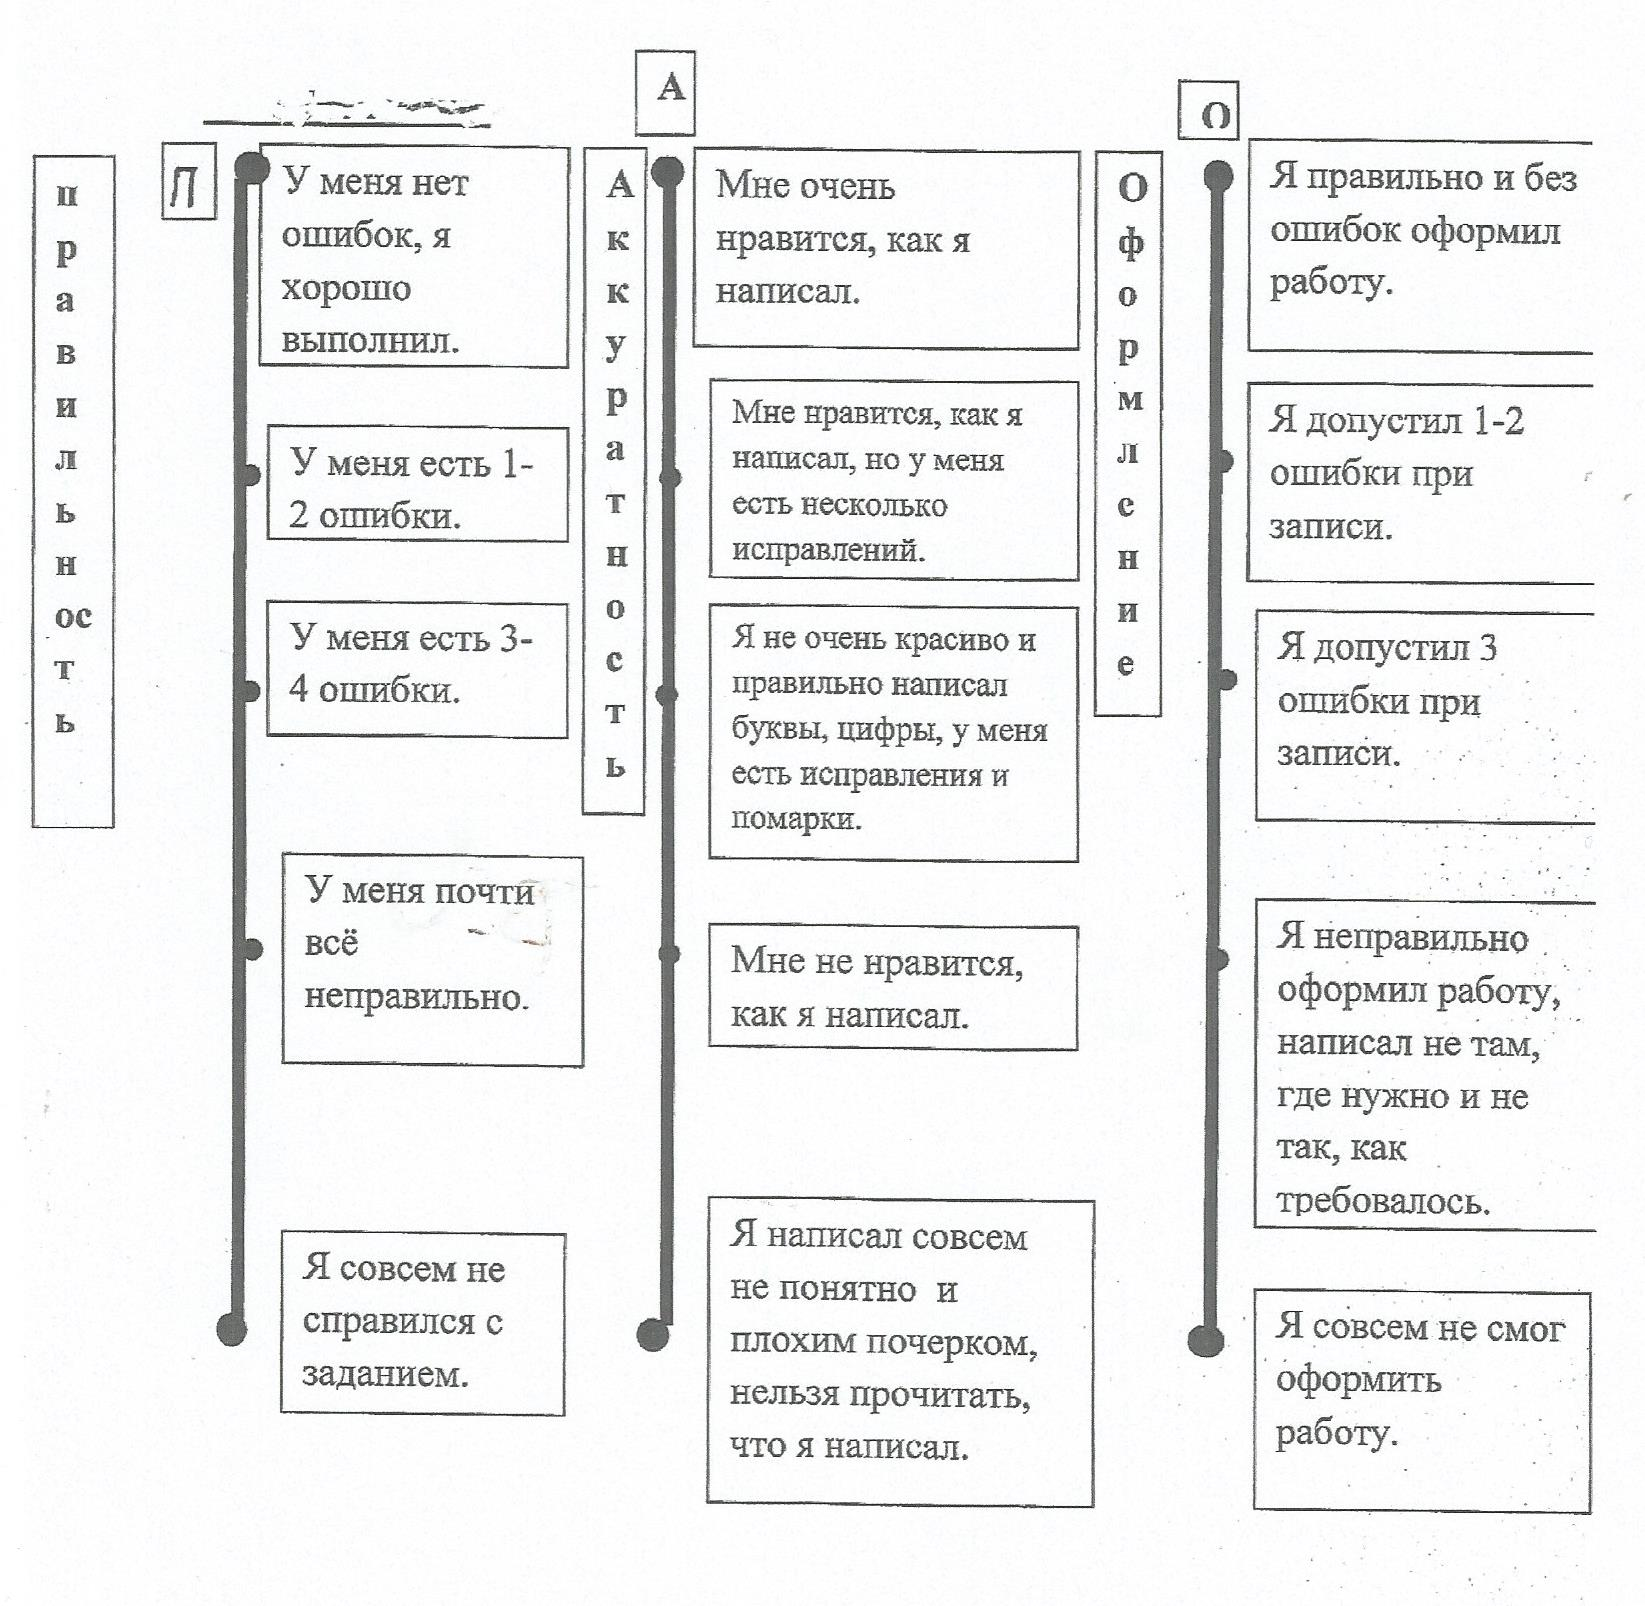 П
р
а
в
и
л
ь
н
ос
т
ь
П
У меня нет
ошибок, я
хорошо
выполнил.
У меня есть 1-
2 ошибки.
У меня есть 3-
4 ошибки.
У меня почти
всё
неправильно.
Я совсем не
справился с
заданием.
А
А
к
к
у
р
а
т
н
о
с
т
ь
Мне очень
нравится, как я
написал.
Мне нравится, как я
написал, но у меня
есть несколько
исправлений.
Я не очень красиво и
правильно написал
буквы, цифры, у меня
есть исправления и
помарки.
Мне не нравится,
как я написал.
Я написал совсем
не понятно и
плохим почерком,
нельзя прочитать,
что я написал.
О
О
ф
о
р
м
л
е
н
и
е
Я правильно и без
ошибок оформил
работу.
Я допустил 1-2
ошибки при
записи.
Я допустил 3
ошибки при
записи.
Я неправильно
оформил работу,
написал не там,
где нужно и не
так, как
требовалось.
Я совсем не смог
оформить
работу.